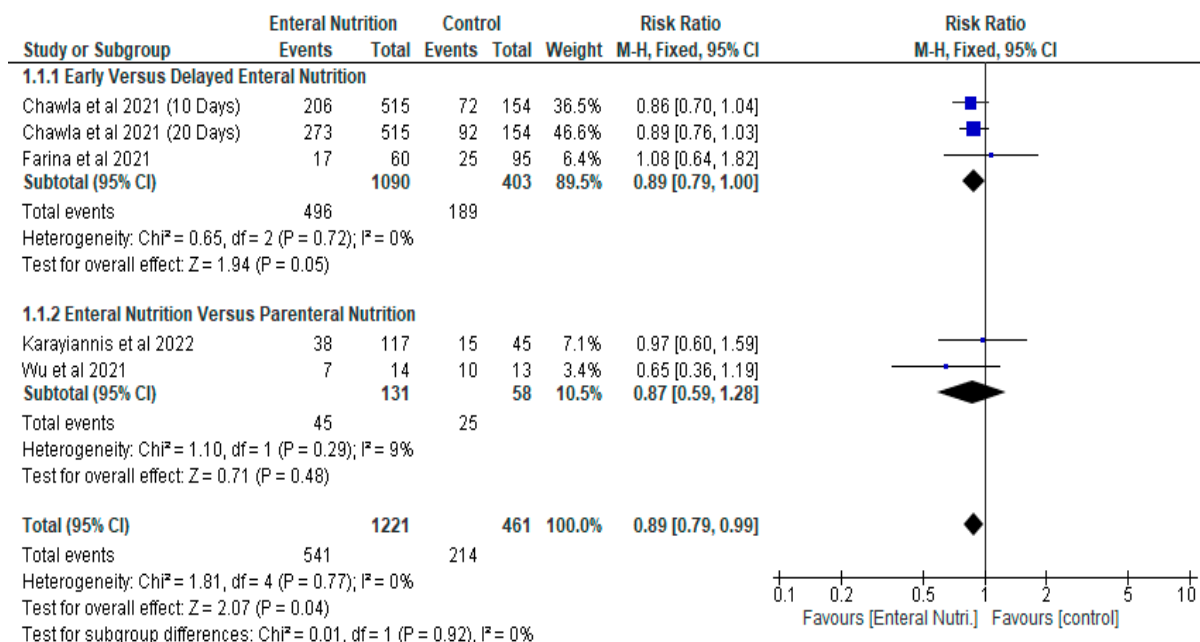 Enteral Nutrition Control Risk Ratio Risk Ratio
Study or Subgroup Events Total Events Total Weight M-H, Fixed, 95% CI M-H, Fixed, 95% CI
1.1.1 Early Versus Delayed Enteral Nutrition
Chawla et al 2021 (10 Days) 206 515 72 154 36.5% 0.86 [0.70, 1.04]
Chawla et al 2021 (20 Days) 273 515 92 154 46.6% 0.89 [0.76, 1.03]
Farina et al 2021 17 60 25 95 6.4% 1.08 [0.64, 1.82]
Subtotal (95% CI) 1090 403 89.5% 0.89 [0.79, 1.00]
Total events 496 189
Heterogeneity: Chi² = 0.65, df = 2 (P = 0.72); I² = 0%
Test for overall effect: Z = 1.94 (P = 0.05)
1.1.2 Enteral Nutrition Versus Parenteral Nutrition
Karayiannis et al 2022 38 117 15 45 7.1% 0.97 [0.60, 1.59]
Wu et al 2021 7 14 10 13 3.4% 0.65 [0.36, 1.19]
Subtotal (95% CI) 131 58 10.5% 0.87 [0.59, 1.28]
Total events 45 25
Heterogeneity: Chi² = 1.10, df = 1 (P = 0.29); I² = 9%
Test for overall effect: Z = 0.71 (P = 0.48)
Total (95% CI) 1221 461 100.0% 0.89 [0.79, 0.99]
Total events 541 214
Heterogeneity: Chi² = 1.81, df = 4 (P = 0.77); I² = 0%
Test for overall effect: Z = 2.07 (P = 0.04)
Test for subgroup differences: Chi² = 0.01, df = 1 (P = 0.92), I² = 0%
0.1 0.2 0.5 1 2 5 10
Favours [Enteral Nutri.] Favours [control]